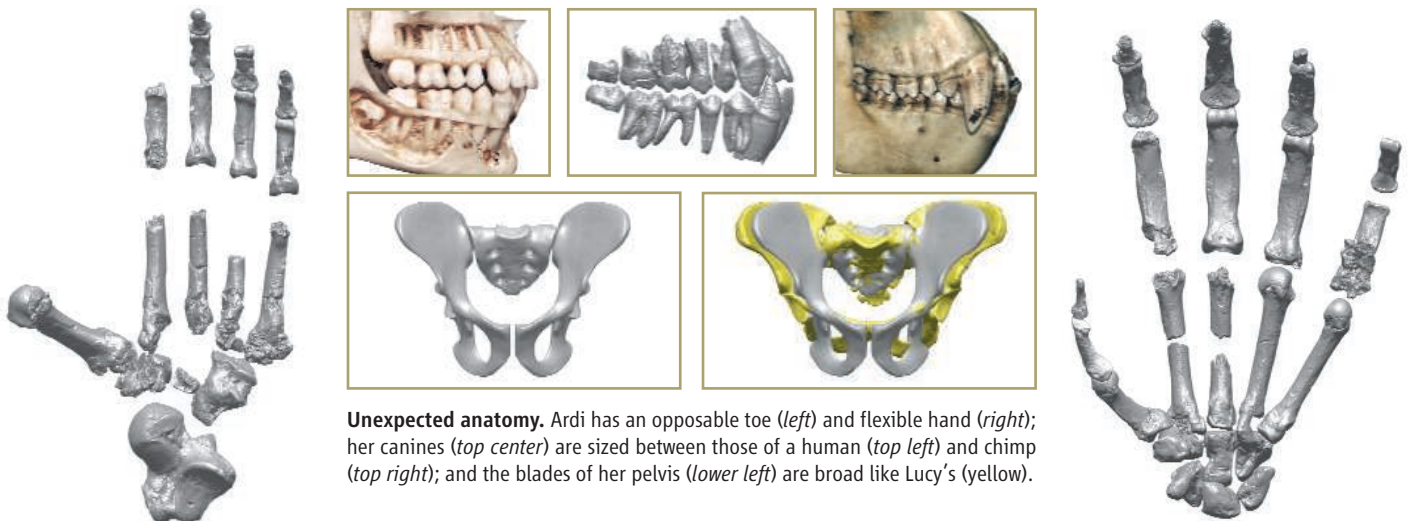 Unexpected anatomy. Ardi has an opposable toe (left) and flexible hand (right);
her canines (top center) are sized between those of a human (top left) and chimp
(top right); and the blades of her pelvis (lower left) are broad like Lucy’s (yellow).